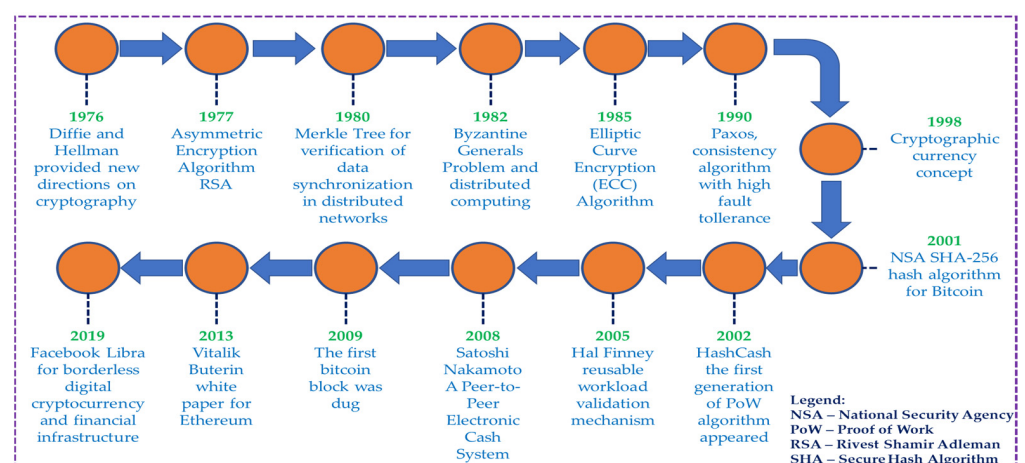 1976
Diffie and
Hellman
provided new
directions on
cryptography
1977
Asymmetric
Encryption
Algorithm
RSA
1980
Merkle Tree for
verification of
data
synchronization
in distributed
networks
1982
Byzantine
Generals
Problem and
distributed
computing
1985
Elliptic
Curve
Encryption
(ECC)
Algorithm
1990
Paxos,
consistency
algorithm
with high
fault
tollerance
1998
Cryptographic
currency
concept
2001
NSA SHA-256
hash algorithm
for Bitcoin
2002
HashCash
the first
generation
of PoW
algorithm
appeared
2005
Hal Finney
reusable
workload
validation
mechanism
2008
Satoshi
Nakamoto
A Peer-to-
Peer
Electronic
Cash
System
2009
The first
bitcoin
block was
dug
2013
Vitalik
Buterin
white
paper for
Ethereum
2019
Facebook Libra
for borderless
digital
cryptocurrency
and financial
infrastructure
Legend:
NSA – National Security Agency
PoW – Proof of Work
RSA – Rivest Shamir Adleman
SHA – Secure Hash Algorithm